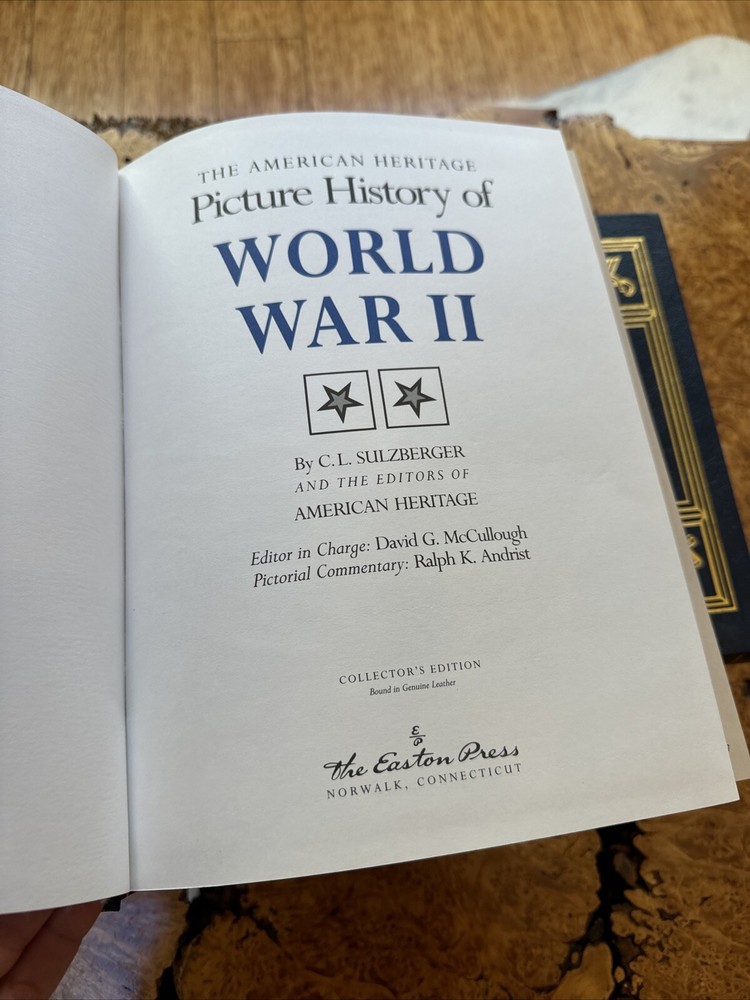 THE AMERICAN HERITAGE
Picture History of
WORLD
WAR II
By C.L. SULZBERGER
AND THE EDITORS OF
AMERICAN HERITAGE
Editor in Charge: David G. McCullough
Pictorial Commentary: Ralph K. Andrist
COLLECTOR'S EDITION
Bound in Genuine Leather
E
P
the Easton Press
NORWALK, CONNECTICUT